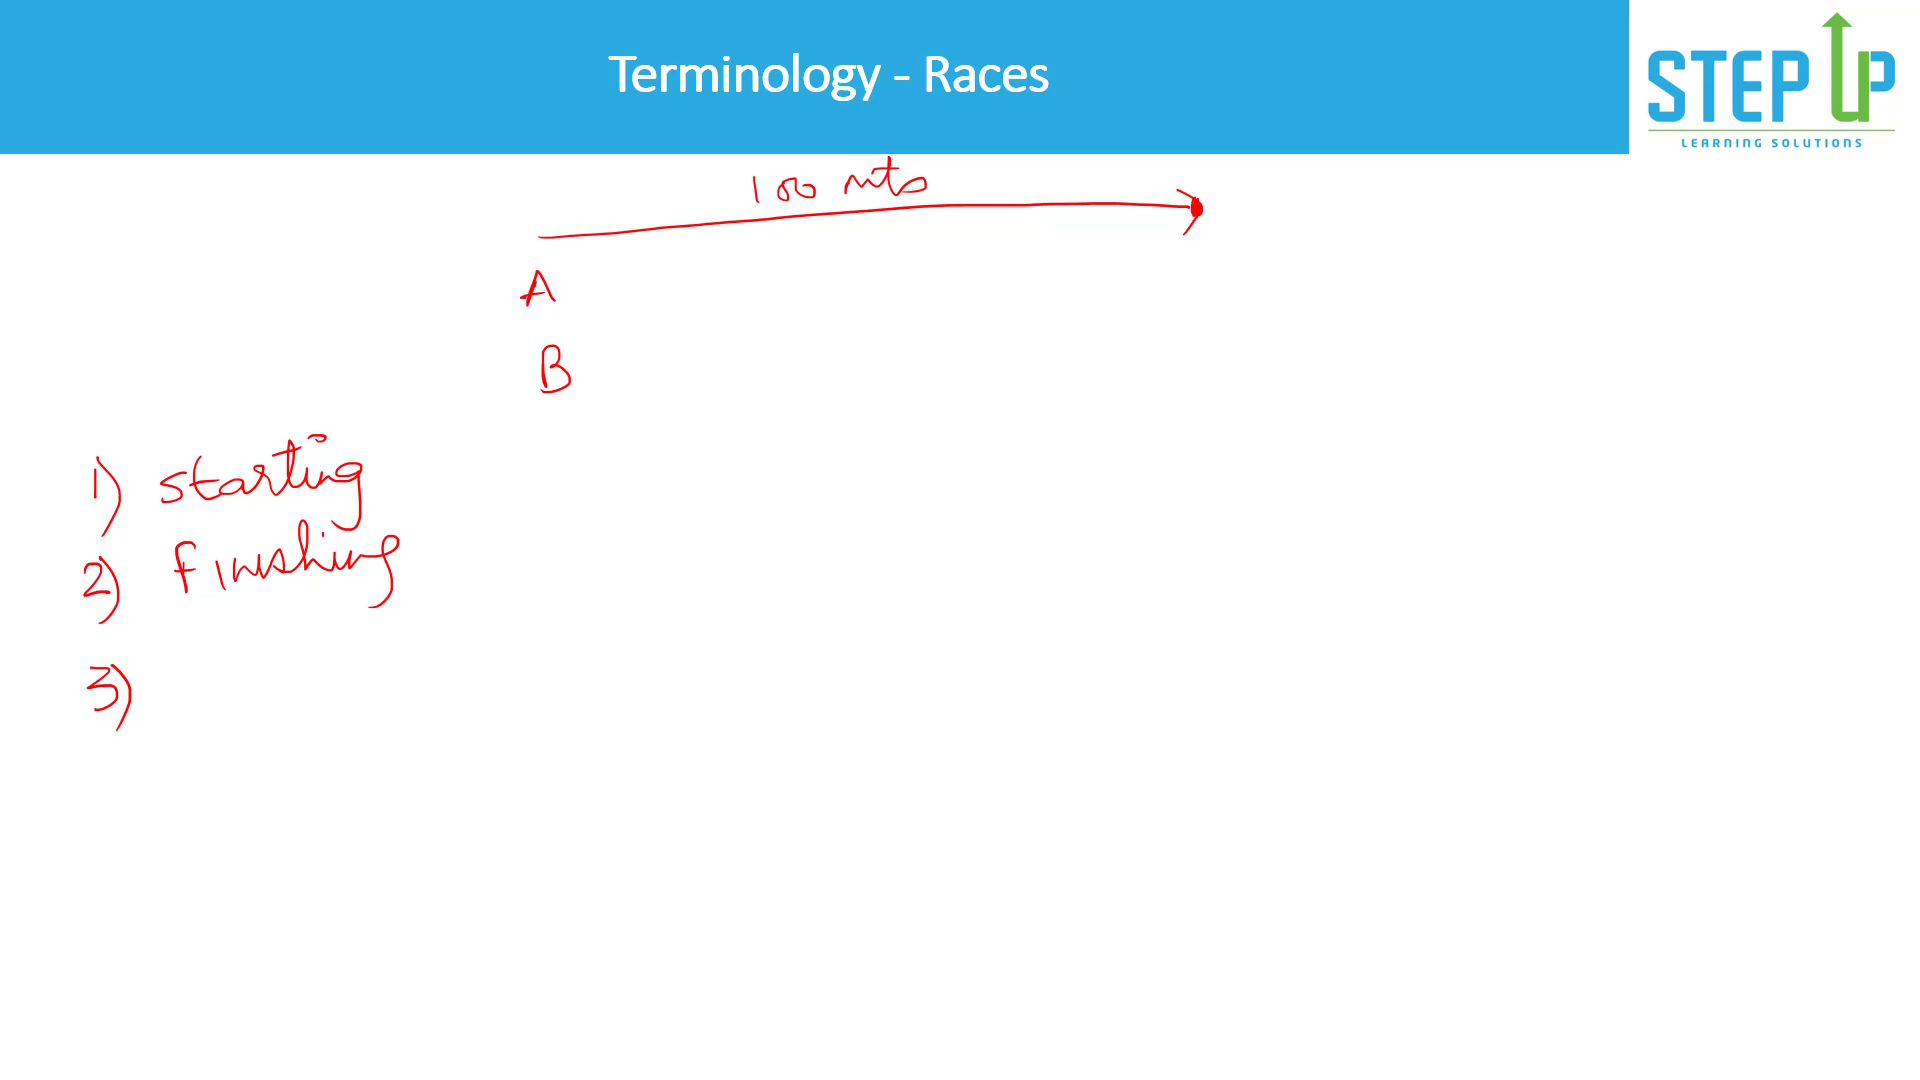 Terminology - Races
STEP UP
LEARNING SOLUTIONS
100 mts
A
B
1) starting
2) finishing
3)